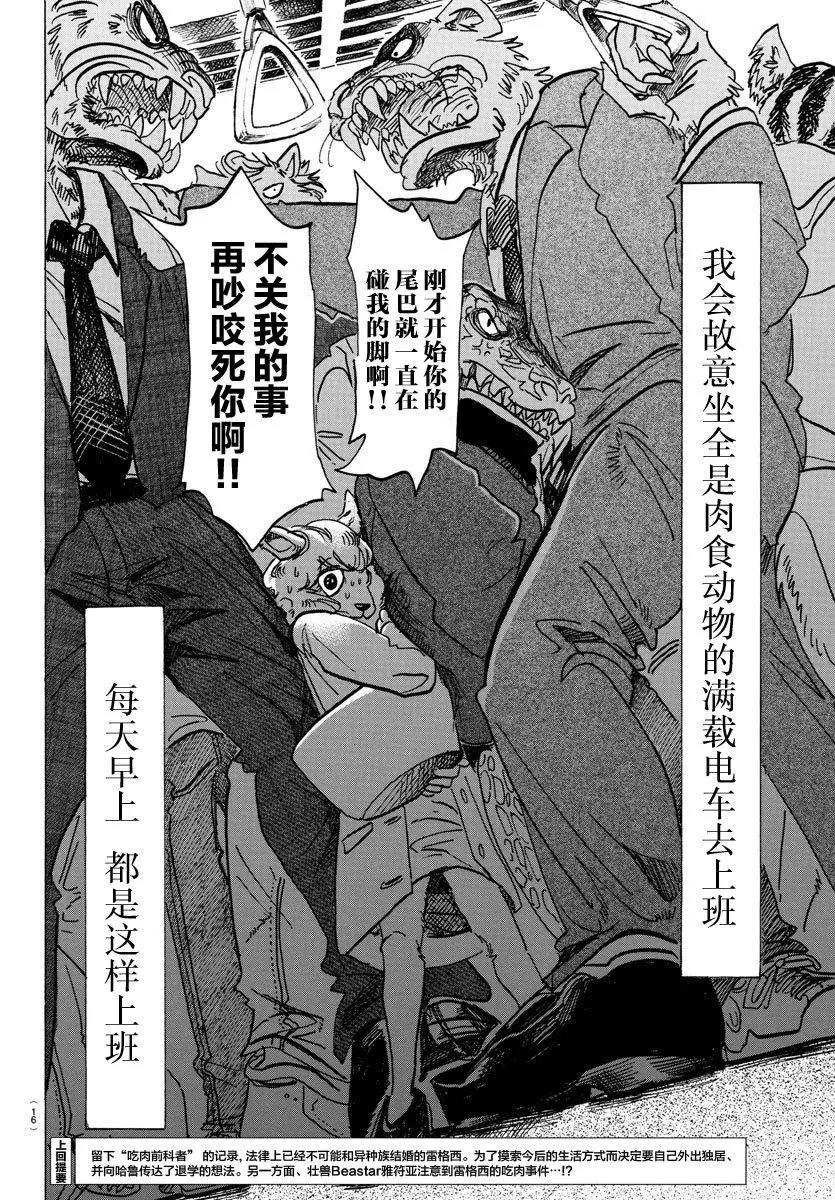 我会故意坐全是肉食动物的满载电车去上班
刚才开始你的
尾巴就一直在
碰我的脚啊!!
不关我的事
再吵咬死你啊!!
每天早上 都是这样上班
(16)
上回提要
留下“吃肉前科者” 的记录,法律上已经不可能和异种族结婚的雷格西。为了摸索今后的生活方式而决定要自己外出独居、
并向哈鲁传达了退学的想法。另一方面、壮兽Beastar雅符亚注意到雷格西的吃肉事件…!?